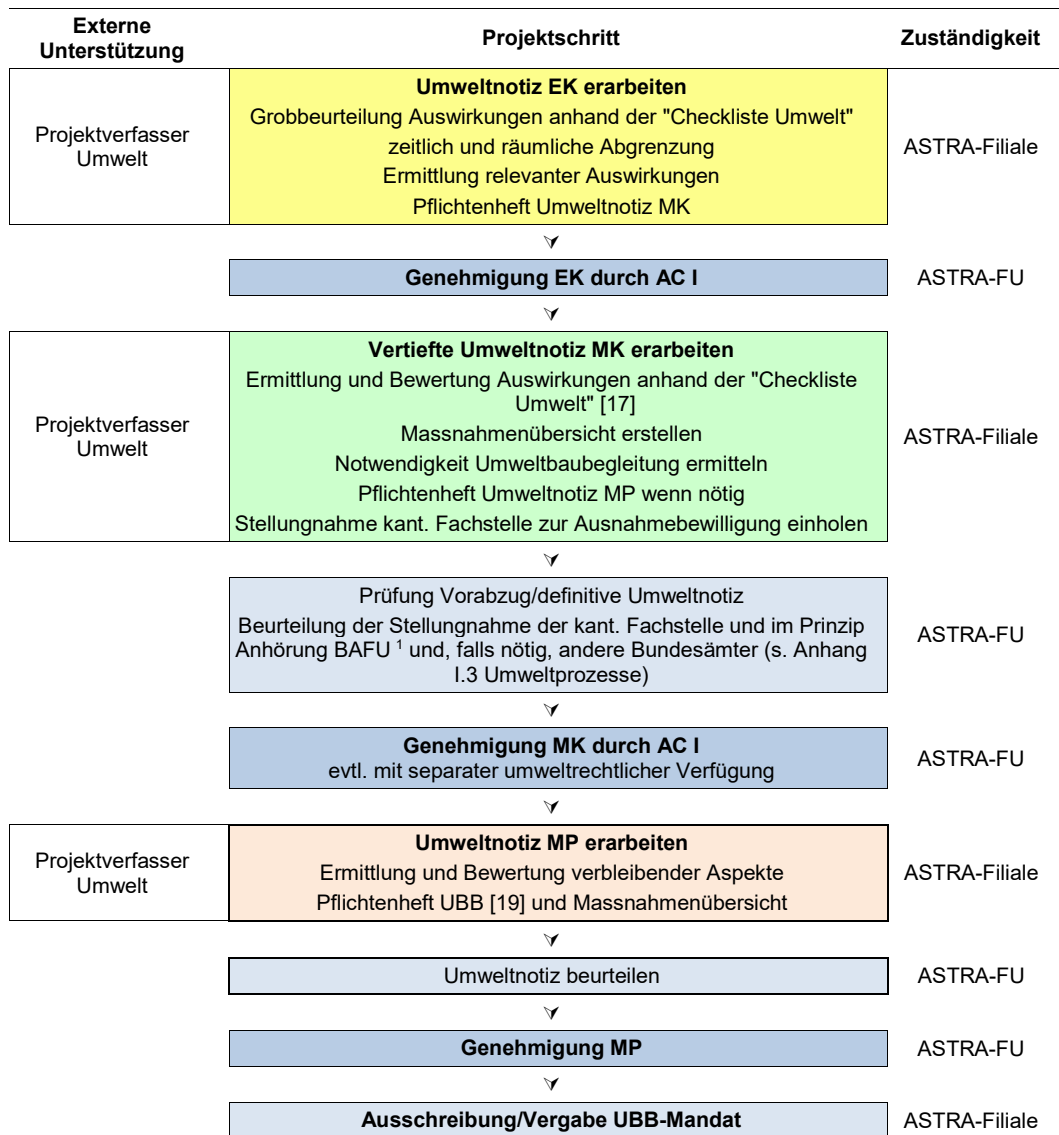 Externe
Unterstützung
Projektschritt
Zuständigkeit
Projektverfasser
Umwelt
Umweltnotiz EK erarbeiten
Grobbeurteilung Auswirkungen anhand der "Checkliste Umwelt"
zeitlich und räumliche Abgrenzung
Ermittlung relevanter Auswirkungen
Pflichtenheft Umweltnotiz MK
ASTRA-Filiale
Genehmigung EK durch AC I
ASTRA-FU
Projektverfasser
Umwelt
Vertiefte Umweltnotiz MK erarbeiten
Ermittlung und Bewertung Auswirkungen anhand der "Checkliste
Umwelt" [17]
Massnahmenübersicht erstellen
Notwendigkeit Umweltbaubegleitung ermitteln
Pflichtenheft Umweltnotiz MP wenn nötig
Stellungnahme kant. Fachstelle zur Ausnahmebewilligung einholen
ASTRA-Filiale
Prüfung Vorabzug/definitive Umweltnotiz
Beurteilung der Stellungnahme der kant. Fachstelle und im Prinzip
Anhörung BAFU 1 und, falls nötig, andere Bundesämter (s. Anhang
I.3 Umweltprozesse)
ASTRA-FU
Genehmigung MK durch AC I
evtl. mit separater umweltrechtlicher Verfügung
ASTRA-FU
Projektverfasser
Umwelt
Umweltnotiz MP erarbeiten
Ermittlung und Bewertung verbleibender Aspekte
Pflichtenheft UBB [19] und Massnahmenübersicht
ASTRA-Filiale
Umweltnotiz beurteilen
ASTRA-FU
Genehmigung MP
ASTRA-FU
Ausschreibung/Vergabe UBB-Mandat
ASTRA-Filiale